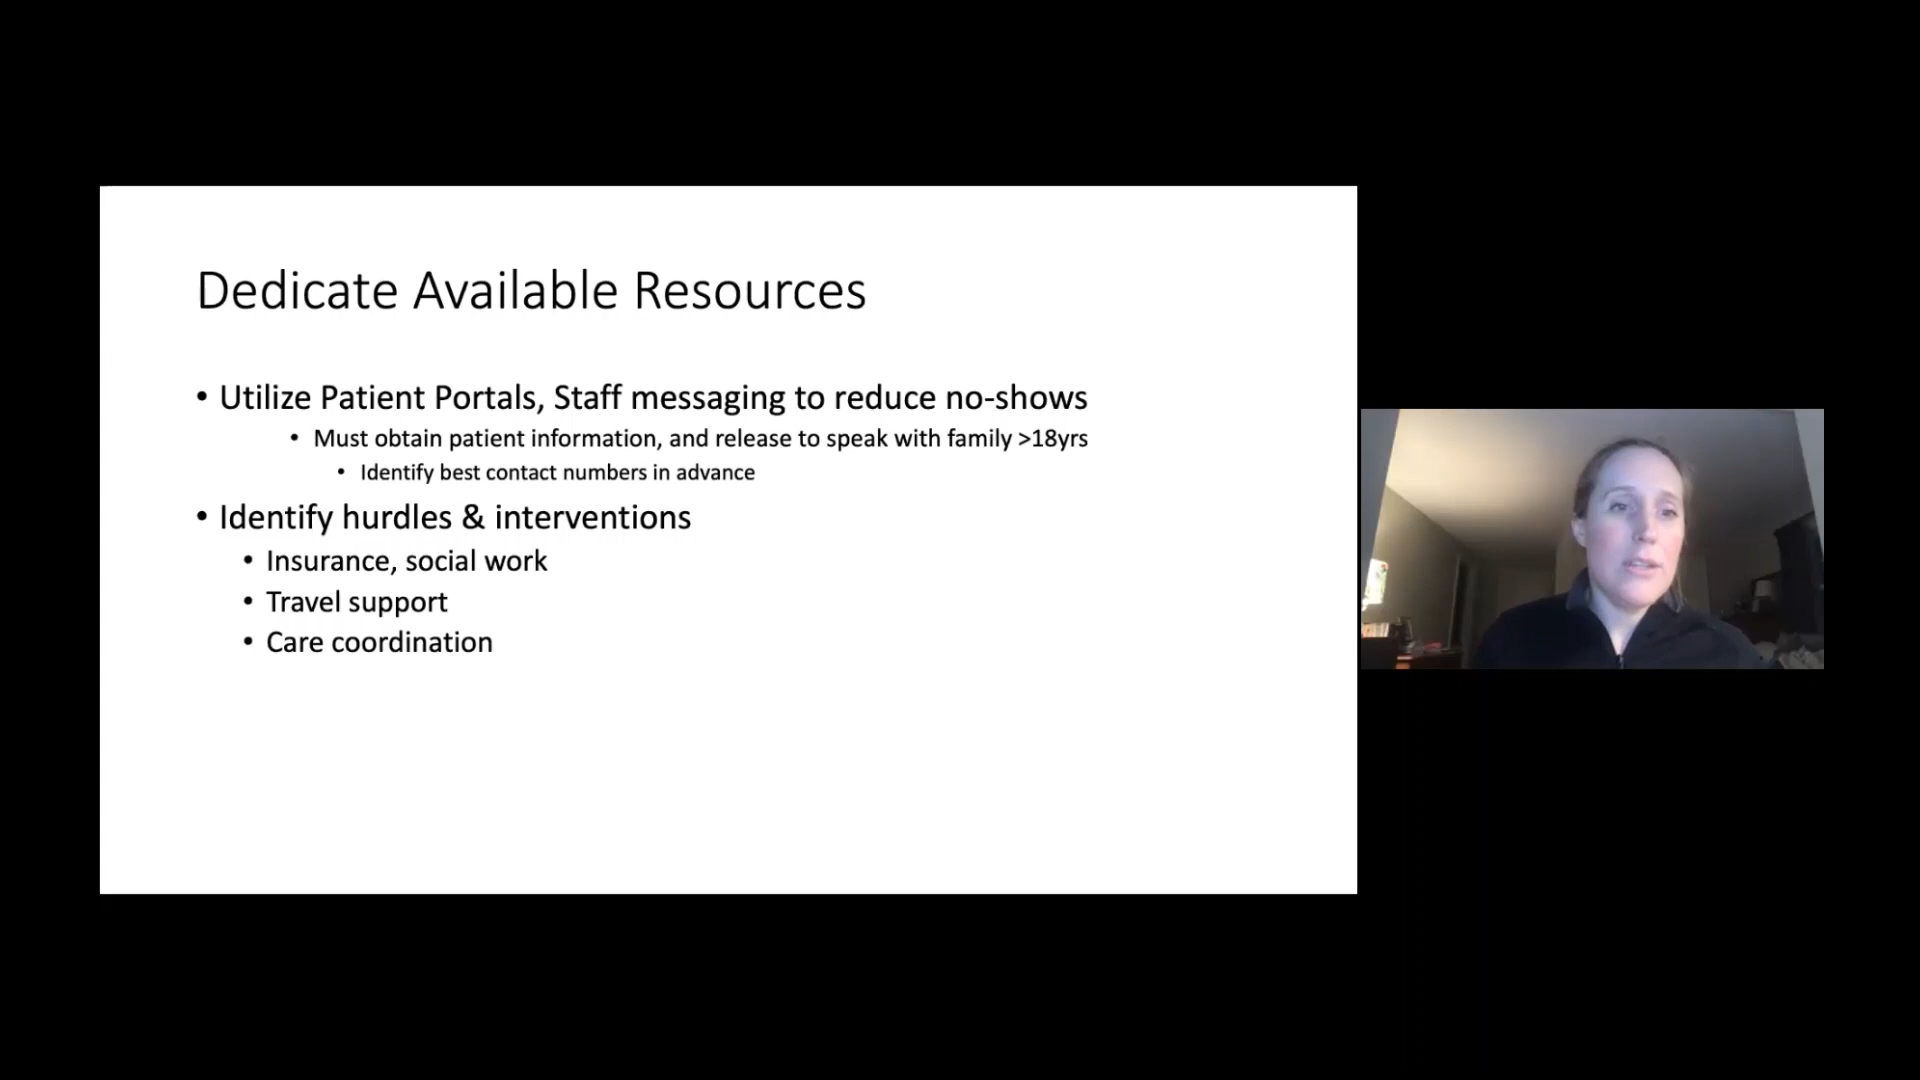 Dedicate Available Resources
• Utilize Patient Portals, Staff messaging to reduce no-shows
• Must obtain patient information, and release to speak with family >18yrs
• Identify best contact numbers in advance
• Identify hurdles & interventions
• Insurance, social work
• Travel support
• Care coordination